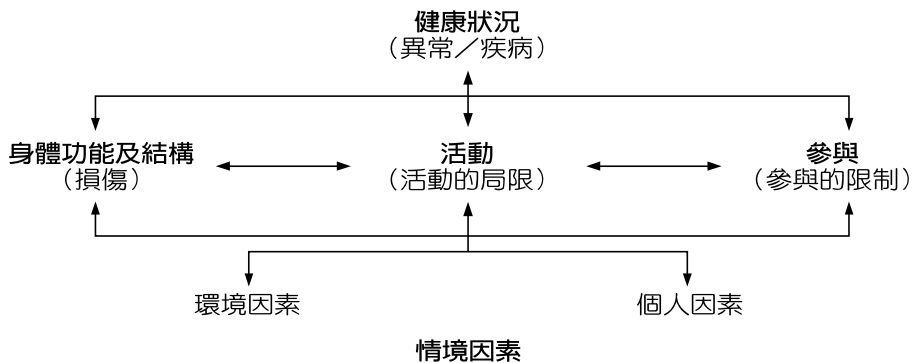 健康狀況
（異常／疾病）
身體功能及結構
（損傷）
活動
（活動的局限）
參與
（參與的限制）
環境因素
個人因素
情境因素